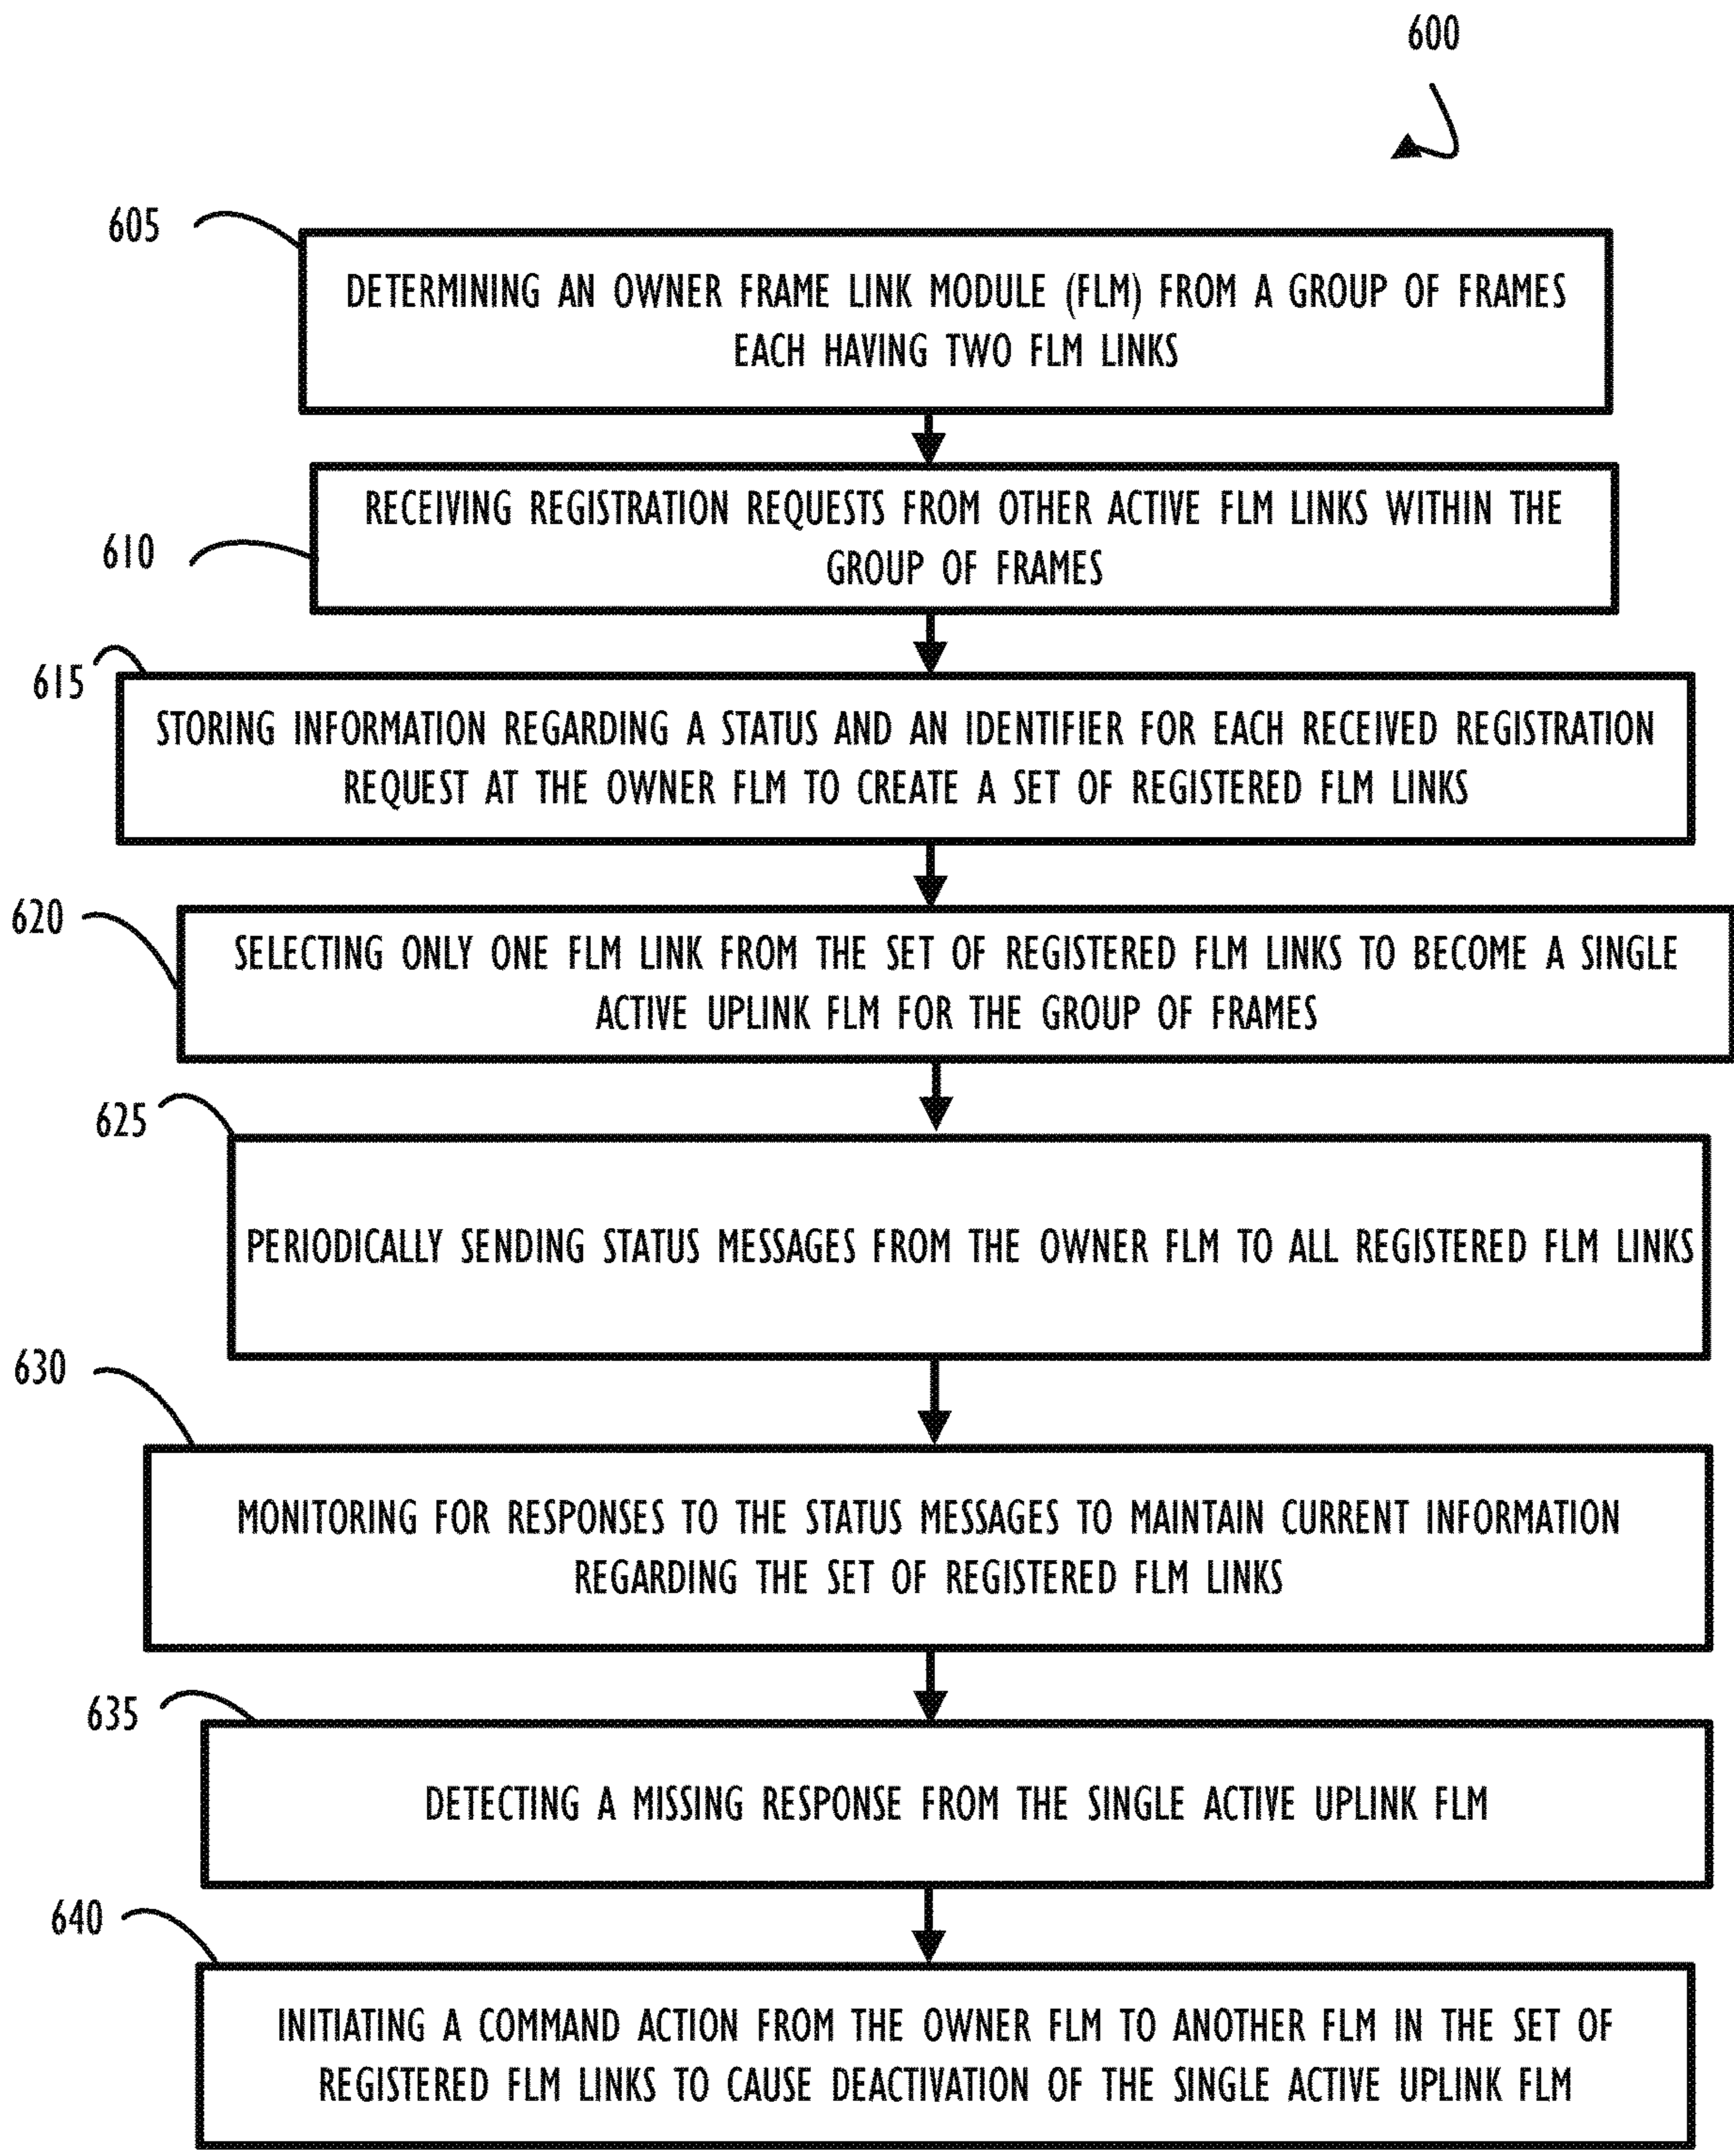 600
605
DETERMINING AN OWNER FRAME LINK MODULE (FLM) FROM A GROUP OF FRAMES
EACH HAVING TWO FLM LINKS
610
RECEIVING REGISTRATION REQUESTS FROM OTHER ACTIVE FLM LINKS WITHIN THE
GROUP OF FRAMES
615
STORING INFORMATION REGARDING A STATUS AND AN IDENTIFIER FOR EACH RECEIVED REGISTRATION
REQUEST AT THE OWNER FLM TO CREATE A SET OF REGISTERED FLM LINKS
620
SELECTING ONLY ONE FLM LINK FROM THE SET OF REGISTERED FLM LINKS TO BECOME A SINGLE
ACTIVE UPLINK FLM FOR THE GROUP OF FRAMES
625
PERIODICALLY SENDING STATUS MESSAGES FROM THE OWNER FLM TO ALL REGISTERED FLM LINKS
630
MONITORING FOR RESPONSES TO THE STATUS MESSAGES TO MAINTAIN CURRENT INFORMATION
REGARDING THE SET OF REGISTERED FLM LINKS
635
DETECTING A MISSING RESPONSE FROM THE SINGLE ACTIVE UPLINK FLM
640
INITIATING A COMMAND ACTION FROM THE OWNER FLM TO ANOTHER FLM IN THE SET OF
REGISTERED FLM LINKS TO CAUSE DEACTIVATION OF THE SINGLE ACTIVE UPLINK FLM